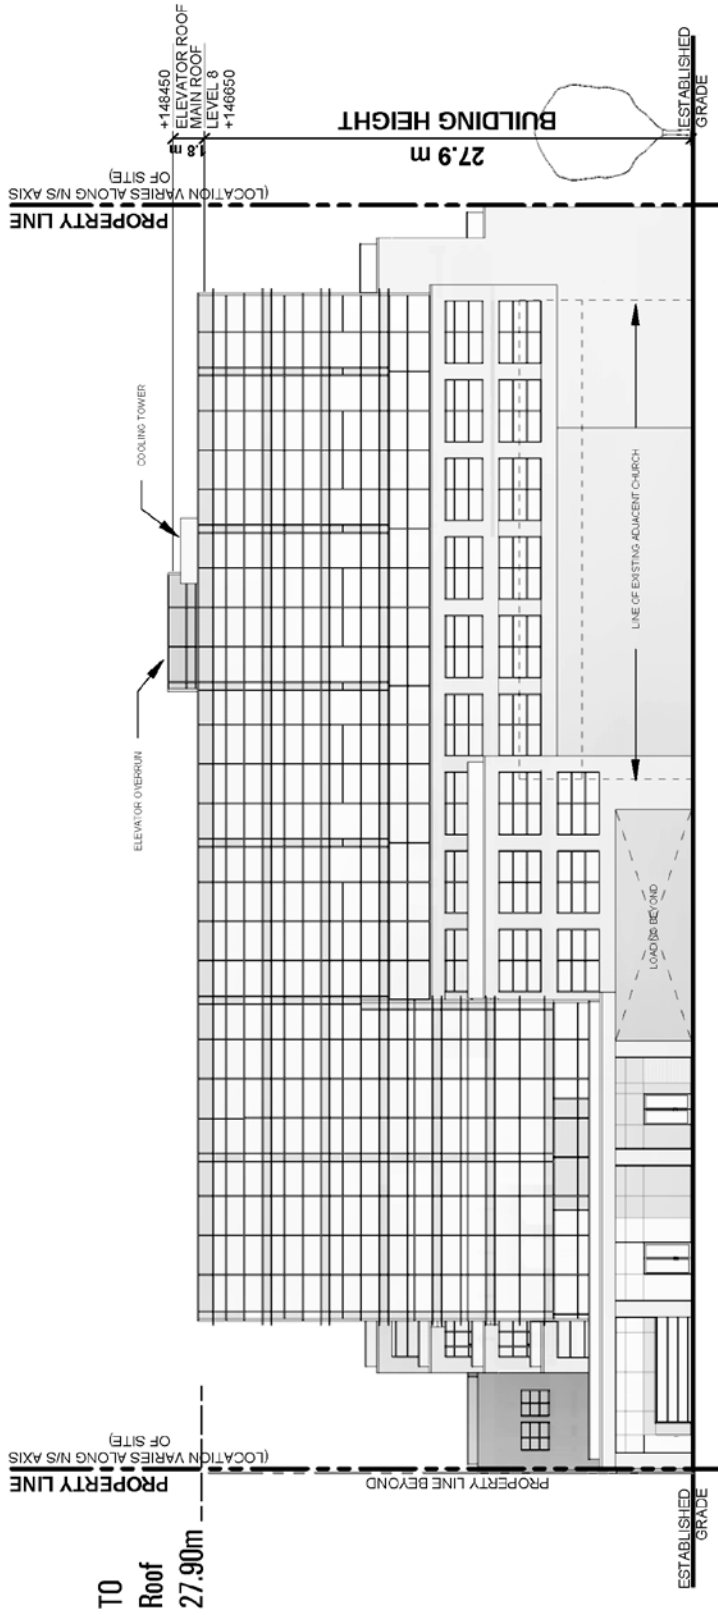 +148450
ELEVATOR ROOF
MAIN ROOF
LEVEL 8
+146650
1.8 m
BUILDING HEIGHT
27.9 m
ESTABLISHED
GRADE
(LOCATION VARIES ALONG N/S AXIS
OF SITE)
PROPERTY LINE
COOLING TOWER
ELEVATOR OVERRUN
LINE OF EXISTING ADJACENT CHURCH
LOADING BEYOND
(LOCATION VARIES ALONG N/S AXIS
OF SITE)
PROPERTY LINE
PROPERTY LINE BEYOND
TO
Roof
27.90m
ESTABLISHED
GRADE